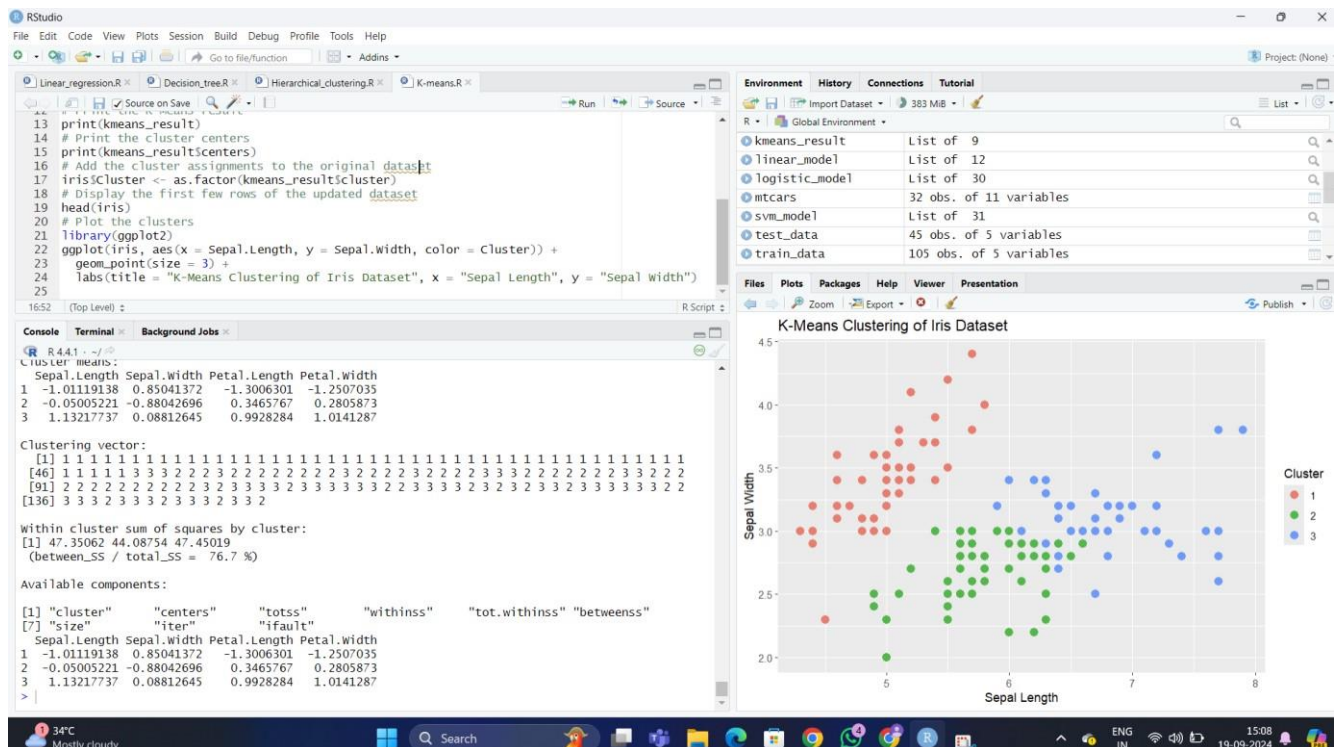 RStudio
File Edit Code View Plots Session Build Debug Profile Tools Help
Go to file/function Addins
Project: (None)
Linear_regression.R Decision_tree.R Hierarchical_clustering.R K-means.R
Source on Save Run Source
12 # Print the K-Means result
13 print(kmeans_result)
14 # Print the cluster centers
15 print(kmeans_result$centers)
16 # Add the cluster assignments to the original dataset
17 iris$Cluster <- as.factor(kmeans_result$cluster)
18 # Display the first few rows of the updated dataset
19 head(iris)
20 # Plot the clusters
21 library(ggplot2)
22 ggplot(iris, aes(x = Sepal.Length, y = Sepal.Width, color = Cluster)) +
23 geom_point(size = 3) +
24 labs(title = "K-Means Clustering of Iris Dataset", x = "Sepal Length", y = "Sepal Width")
25
16:52 (Top Level) R Script
Console Terminal Background Jobs
R 4.4.1 · ~/
Cluster means:
Sepal.Length Sepal.Width Petal.Length Petal.Width
1 -1.01119138 0.85041372 -1.3006301 -1.2507035
2 -0.05005221 -0.88042696 0.3465767 0.2805873
3 1.13217737 0.08812645 0.9928284 1.0141287
Clustering vector:
[1] 1 1 1 1 1 1 1 1 1 1 1 1 1 1 1 1 1 1 1 1 1 1 1 1 1 1 1 1 1 1 1 1 1 1 1 1 1 1 1 1 1 1 1 1 1
[46] 1 1 1 1 1 3 3 3 2 2 2 3 2 2 2 2 2 2 2 2 3 2 2 2 2 3 2 2 2 2 3 3 3 2 2 2 2 2 2 2 3 3 2 2 2
[91] 2 2 2 2 2 2 2 2 2 2 3 2 3 3 3 3 2 3 3 3 3 3 3 2 2 3 3 3 3 2 3 2 3 2 3 3 2 3 3 3 3 3 3 2 2
[136] 3 3 3 2 3 3 3 2 3 3 3 2 3 3 2
Within cluster sum of squares by cluster:
[1] 47.35062 44.08754 47.45019
(between_SS / total_SS = 76.7 %)
Available components:
[1] "cluster" "centers" "totss" "withinss" "tot.withinss" "betweenss"
[7] "size" "iter" "ifault"
Sepal.Length Sepal.Width Petal.Length Petal.Width
1 -1.01119138 0.85041372 -1.3006301 -1.2507035
2 -0.05005221 -0.88042696 0.3465767 0.2805873
3 1.13217737 0.08812645 0.9928284 1.0141287
>
Environment History Connections Tutorial
Import Dataset 383 MiB List
R Global Environment
kmeans_result List of 9
linear_model List of 12
logistic_model List of 30
mtcars 32 obs. of 11 variables
svm_model List of 31
test_data 45 obs. of 5 variables
train_data 105 obs. of 5 variables
Files Plots Packages Help Viewer Presentation
Zoom Export Publish
K-Means Clustering of Iris Dataset
4.5
4.0
3.5
3.0
2.5
2.0
Sepal Width
5 6 7 8
Sepal Length
Cluster
1
2
3
1 34°C
Mostly cloudy
Search
4
ENG
IN
15:08
19-09-2024